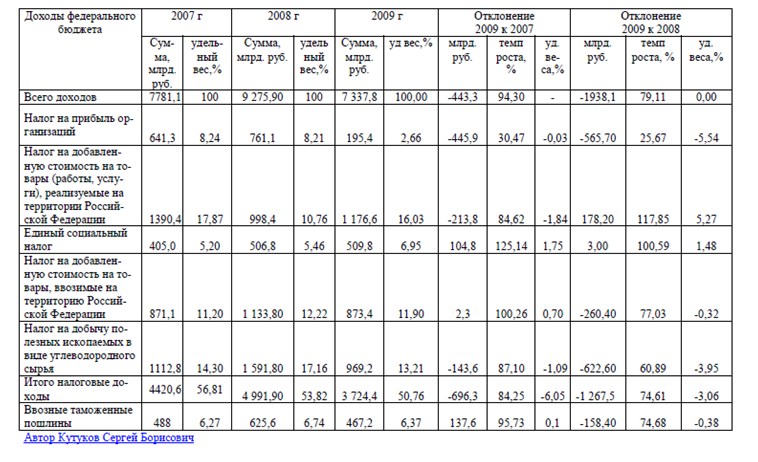 Доходы федерального бюджета | 2007 г | 2008 г | 2009 г | Отклонение 2009 к 2007 | Отклонение 2009 к 2008
Сум-ма, млрд. руб. | удель-ный вес,% | Сумма, млрд. руб. | удель ный вес,% | Сумма, млрд. руб. | уд вес,% | млрд. руб. | темп роста, % | уд. ве-са,% | млрд. руб. | темп роста, % | уд. веса,%
Всего доходов | 7781,1 | 100 | 9 275,90 | 100 | 7 337,8 | 100,00 | -443,3 | 94,30 | - | -1938,1 | 79,11 | 0,00
Налог на прибыль ор-
ганизаций | 641,3 | 8,24 | 761,1 | 8,21 | 195,4 | 2,66 | -445,9 | 30,47 | -0,03 | -565,70 | 25,67 | -5,54
Налог на добавлен-
ную стоимость на то-
вары (работы, услу-
ги), реализуемые на
территории Россий-
ской Федерации | 1390,4 | 17,87 | 998,4 | 10,76 | 1 176,6 | 16,03 | -213,8 | 84,62 | -1,84 | 178,20 | 117,85 | 5,27
Единый социальный
налог | 405,0 | 5,20 | 506,8 | 5,46 | 509,8 | 6,95 | 104,8 | 125,14 | 1,75 | 3,00 | 100,59 | 1,48
Налог на добавлен-
ную стоимость на то-
вары, ввозимые на
территорию Россий-
ской Федерации | 871,1 | 11,20 | 1 133,80 | 12,22 | 873,4 | 11,90 | 2,3 | 100,26 | 0,70 | -260,40 | 77,03 | -0,32
Налог на добычу по-
лезных ископаемых в
виде углеводородного
сырья | 1112,8 | 14,30 | 1 591,80 | 17,16 | 969,2 | 13,21 | -143,6 | 87,10 | -1,09 | -622,60 | 60,89 | -3,95
Итого налоговые до-
ходы | 4420,6 | 56,81 | 4 991,90 | 53,82 | 3 724,4 | 50,76 | -696,3 | 84,25 | -6,05 | -1 267,5 | 74,61 | -3,06
Ввозные таможенные
пошлины | 488 | 6,27 | 625,6 | 6,74 | 467,2 | 6,37 | 137,6 | 95,73 | 0,1 | -158,40 | 74,68 | -0,38
Автор Кутуков Сергей Борисович